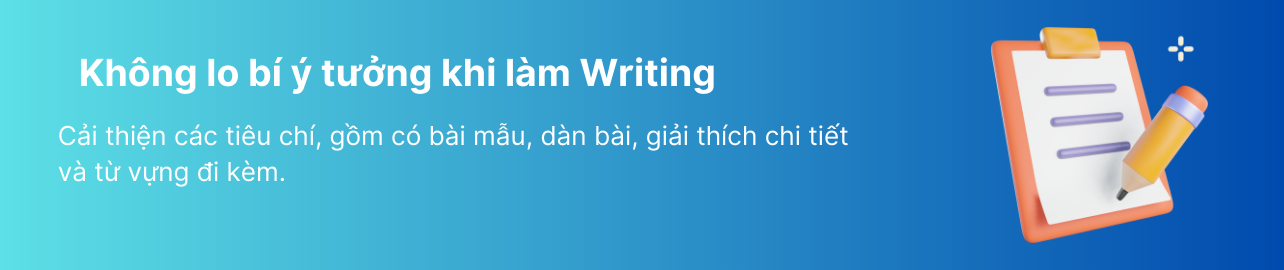 Không lo bí ý tưởng khi làm Writing
Cải thiện các tiêu chí, gồm có bài mẫu, dàn bài, giải thích chi tiết
và từ vựng đi kèm.